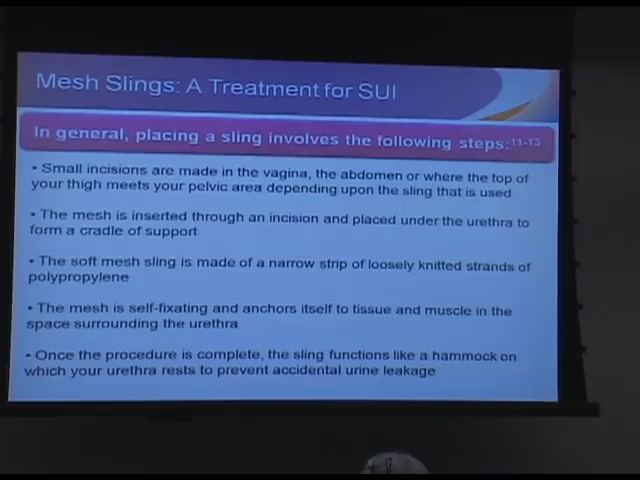 Mesh Slings: A Treatment for SUI
In general, placing a sling involves the following steps:11-13
• Small incisions are made in the vagina, the abdomen or where the top of
your thigh meets your pelvic area depending upon the sling that is used
• The mesh is inserted through an incision and placed under the urethra to
form a cradle of support
• The soft mesh sling is made of a narrow strip of loosely knitted strands of
polypropylene
• The mesh is self-fixating and anchors itself to tissue and muscle in the
space surrounding the urethra
• Once the procedure is complete, the sling functions like a hammock on
which your urethra rests to prevent accidental urine leakage